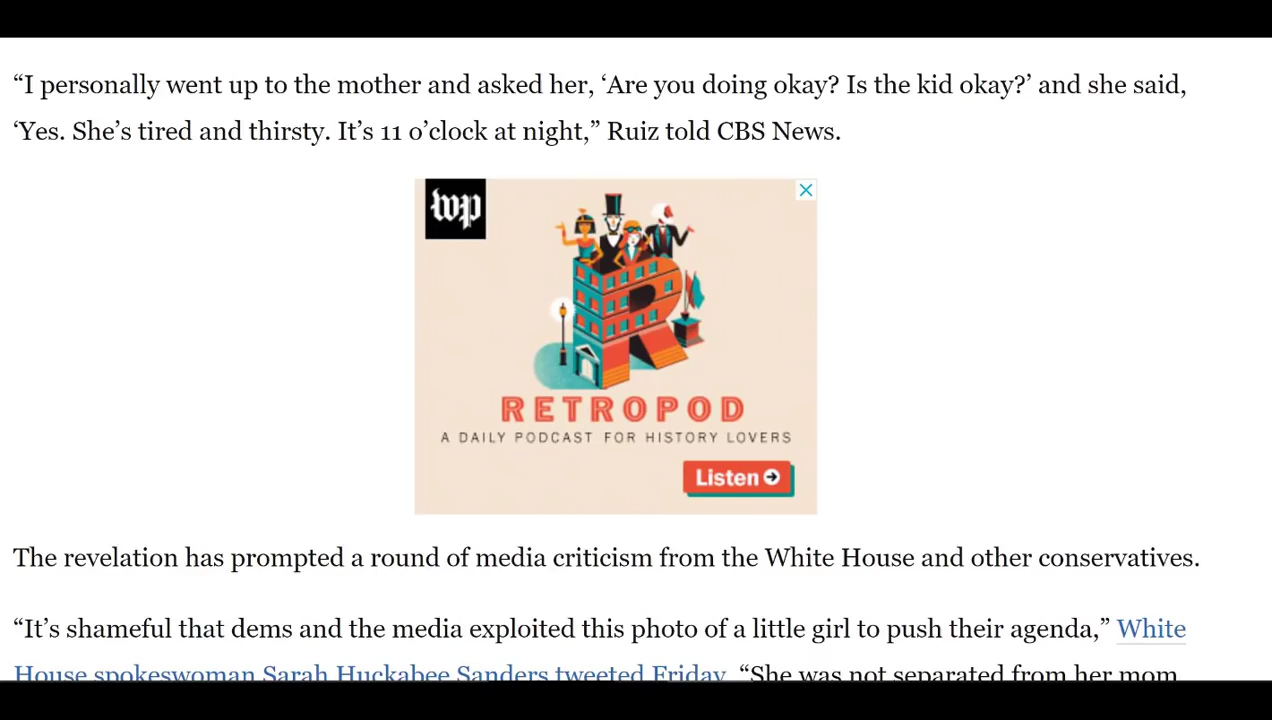 “I personally went up to the mother and asked her, ‘Are you doing okay? Is the kid okay?’ and she said,
‘Yes. She’s tired and thirsty. It’s 11 o’clock at night,” Ruiz told CBS News.
wp
RETROPOD
A DAILY PODCAST FOR HISTORY LOVERS
Listen
The revelation has prompted a round of media criticism from the White House and other conservatives.
“It’s shameful that dems and the media exploited this photo of a little girl to push their agenda,” White
House spokeswoman Sarah Huckabee Sanders tweeted Friday. “She was not separated from her mom.